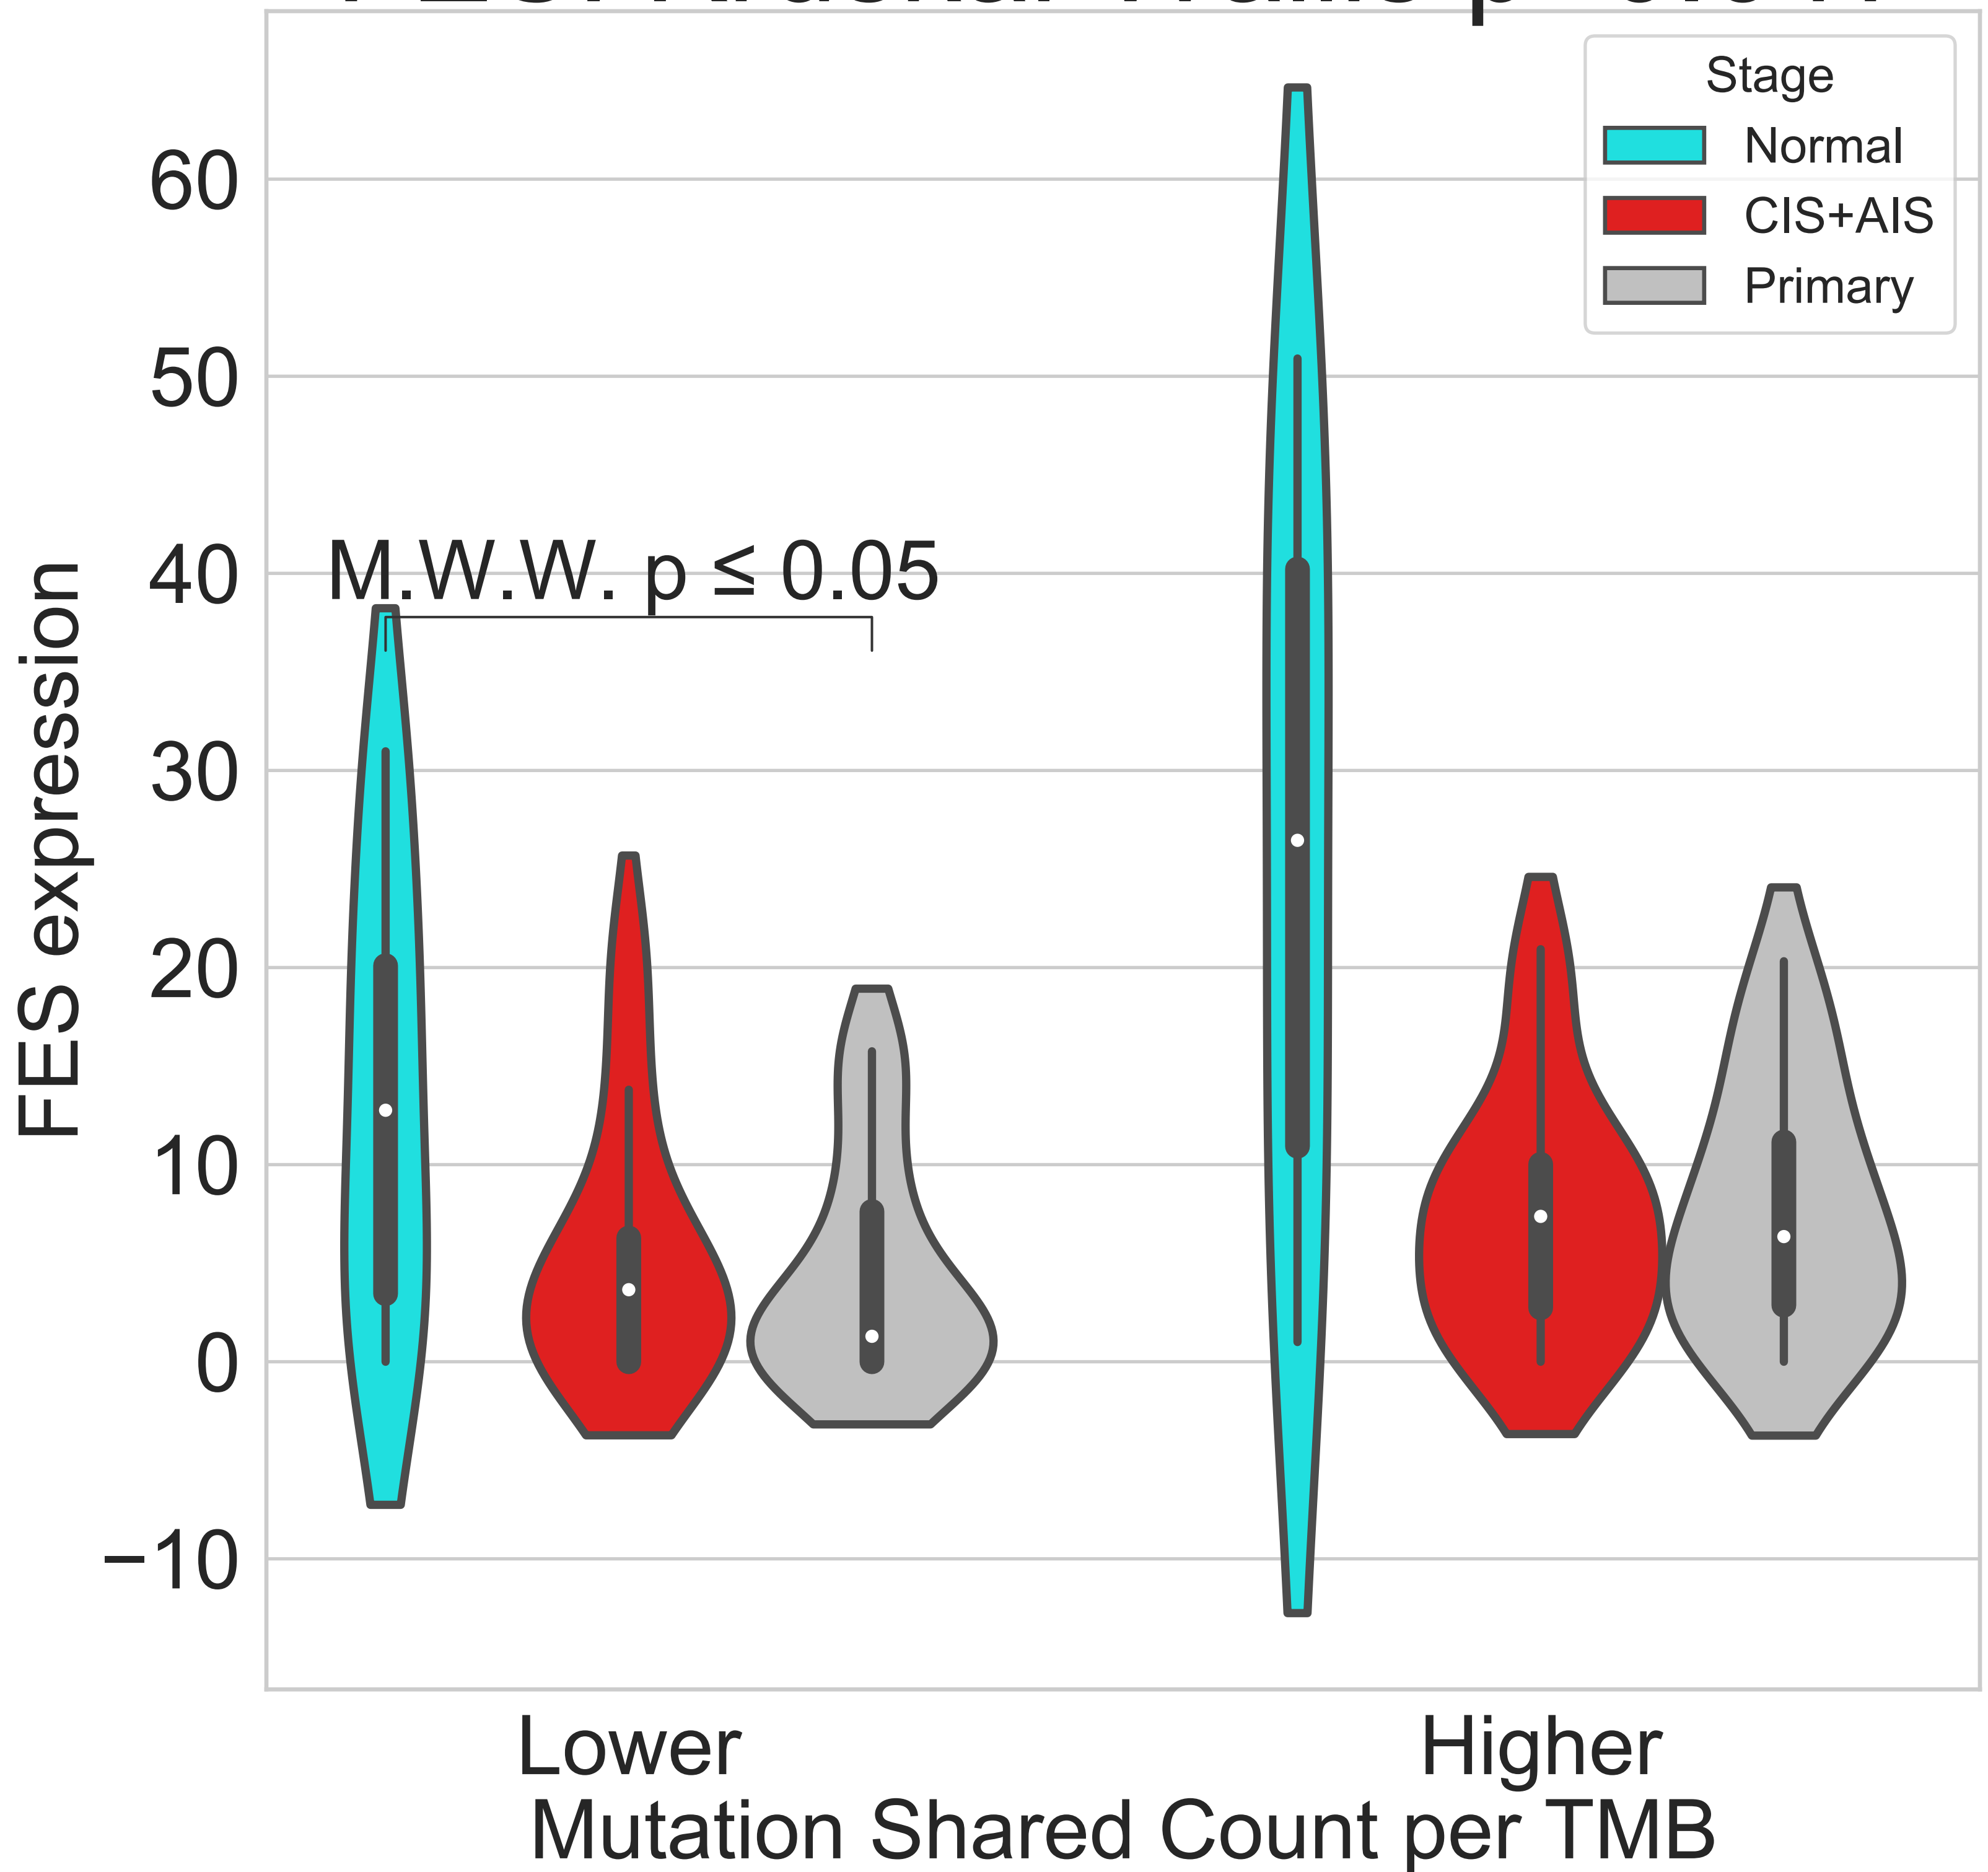 Stage
Normal
CIS+AIS
Primary
60
50
40
30
20
10
0
−10
FES expression
M.W.W. p ≤ 0.05
Lower
Higher
Mutation Shared Count per TMB